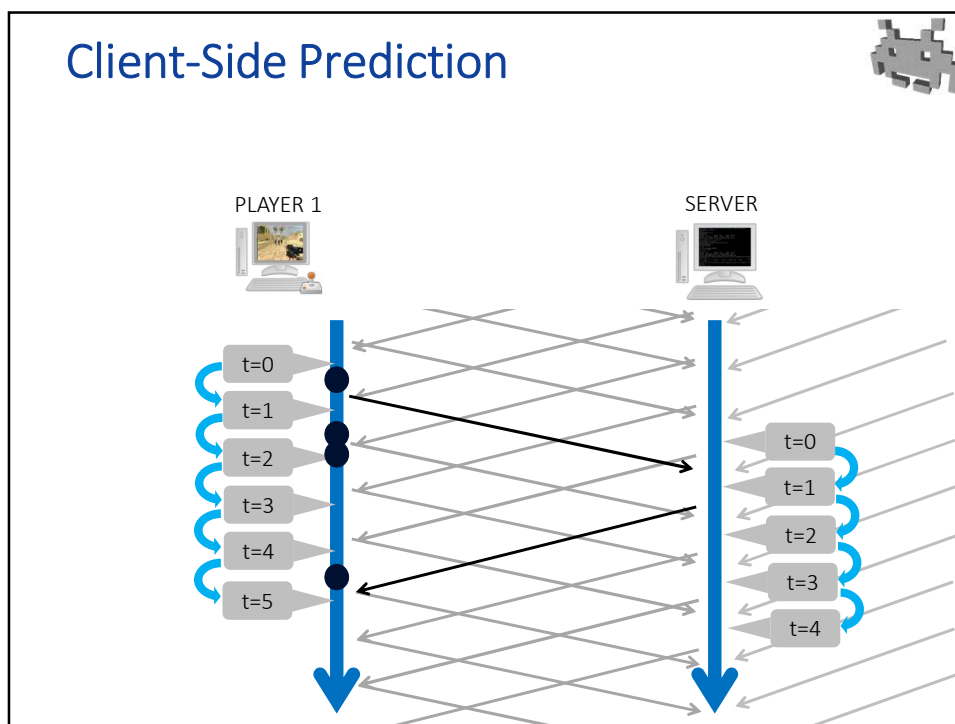 Client-Side Prediction
PLAYER 1
SERVER
t=0
t=1
t=2
t=3
t=4
t=5
t=0
t=1
t=2
t=3
t=4